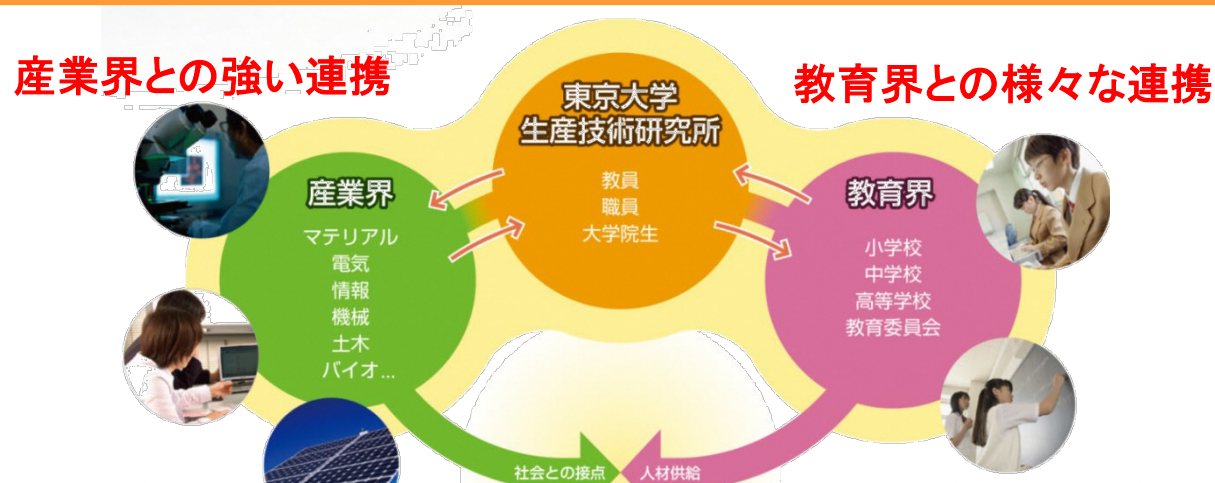 産業界との強い連携
教育界との様々な連携
東京大学
生産技術研究所
教員
職員
大学院生
産業界
マテリアル
電気
情報
機械
土木
バイオ...
教育界
小学校
中学校
高等学校
教育委員会
社会との接点
人材供給